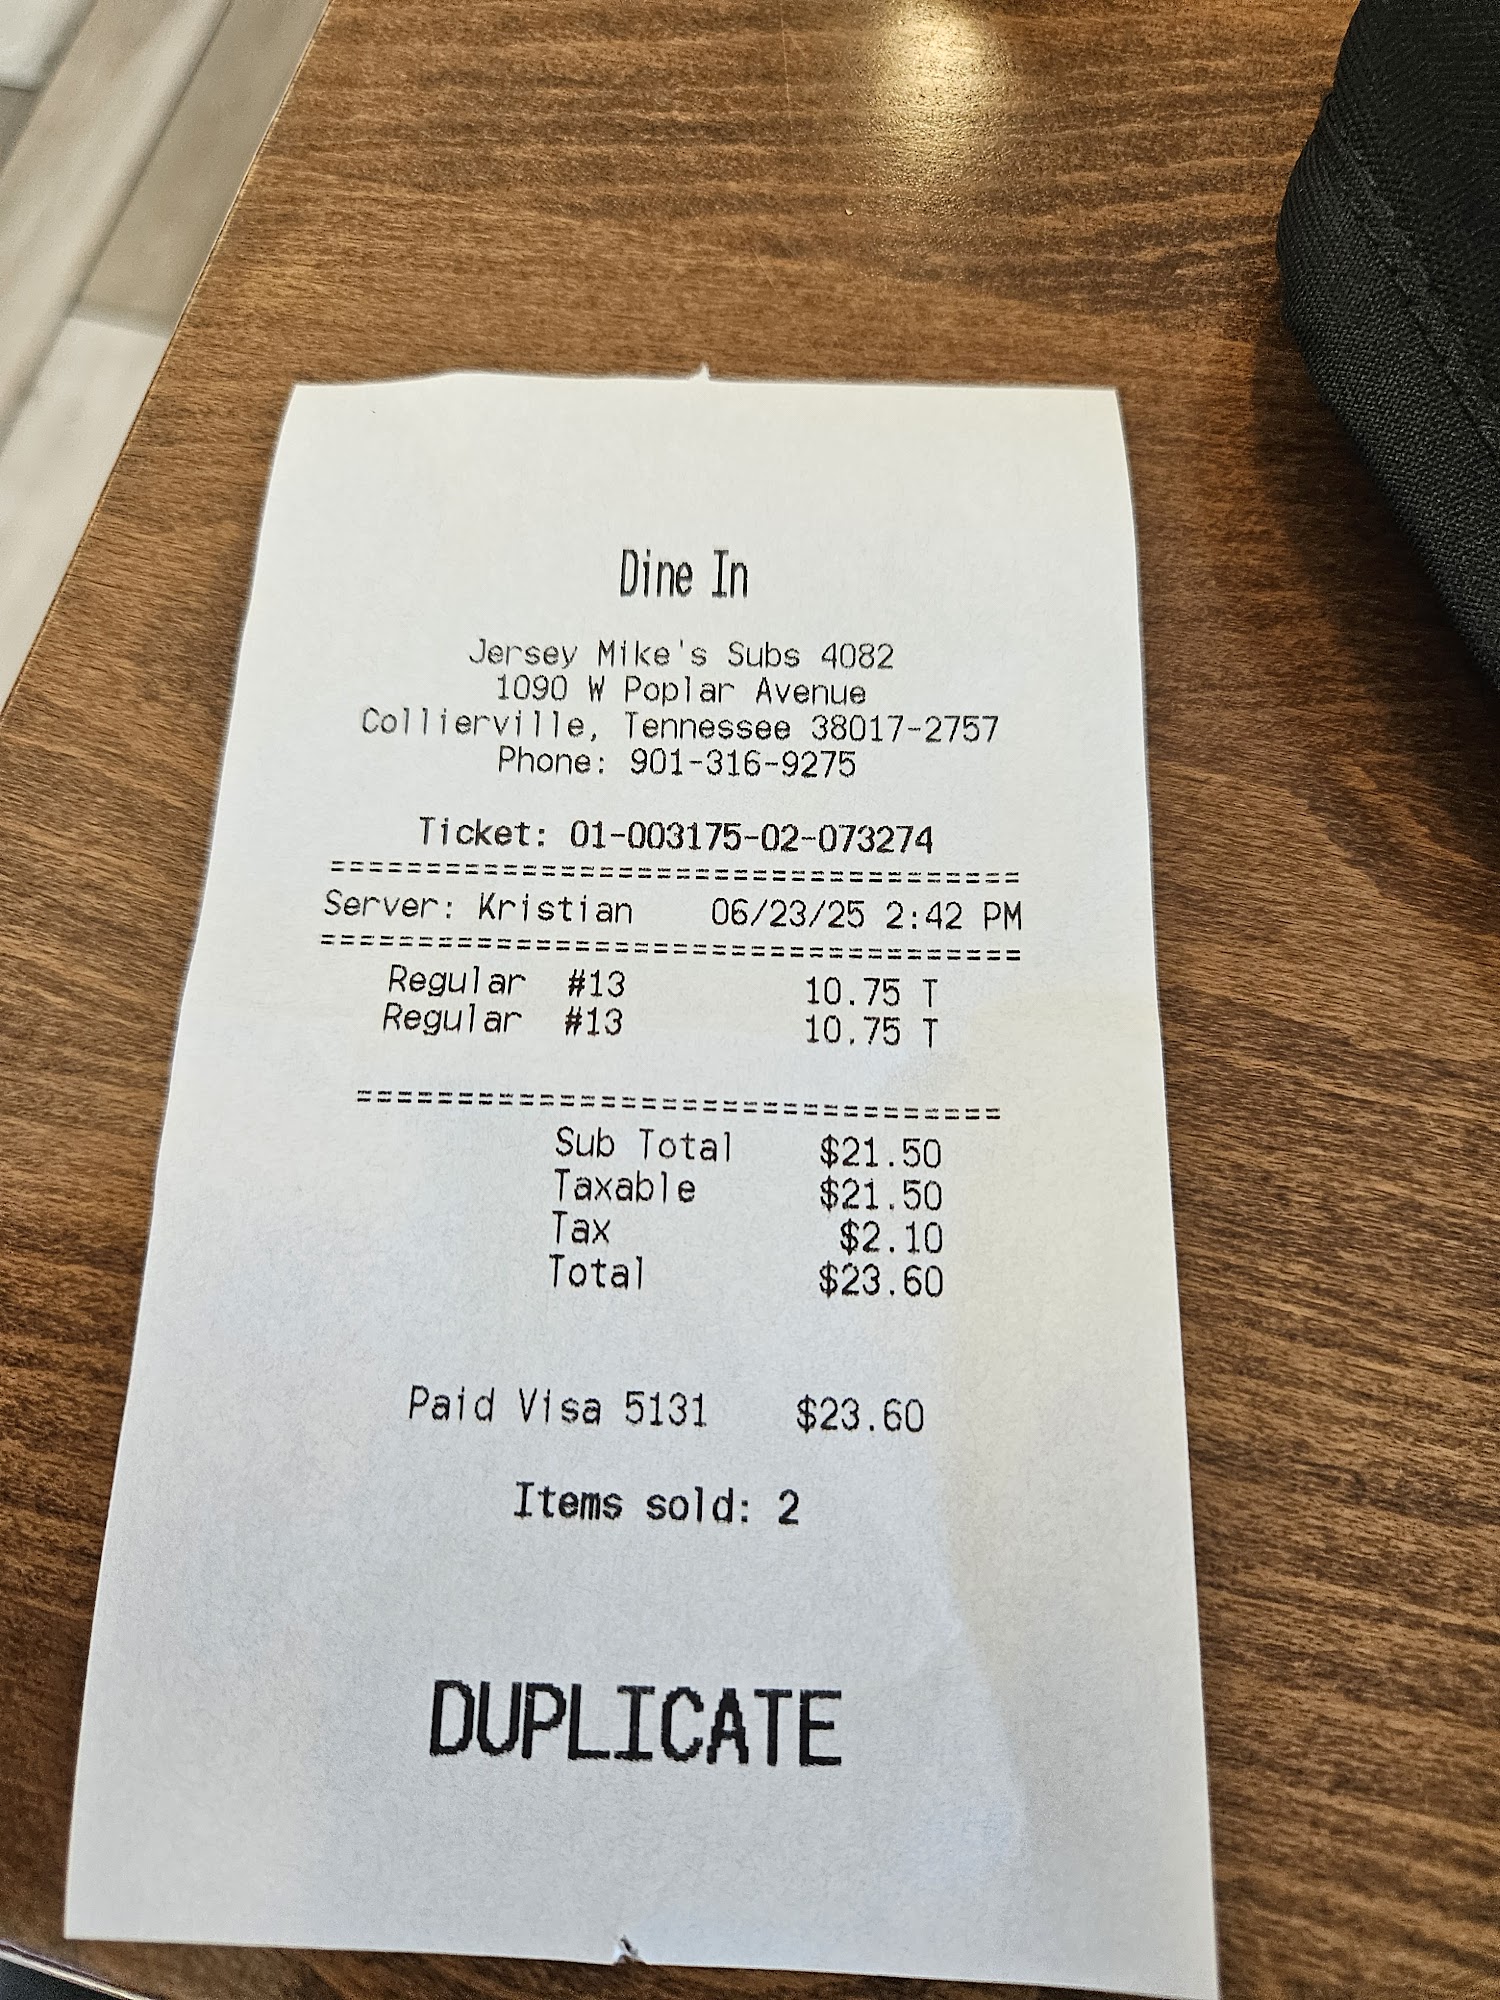 Dine In
Jersey Mike's Subs 4082
1090 W Poplar Avenue
Collierville, Tennessee 38017-2757
Phone: 901-316-9275
Ticket: 01-003175-02-073274
===================================
Server: Kristian 06/23/25 2:42 PM
===================================
Regular #13 10.75 T
Regular #13 10.75 T
================================
Sub Total $21.50
Taxable $21.50
Tax $2.10
Total $23.60
Paid Visa 5131 $23.60
Items sold: 2
DUPLICATE